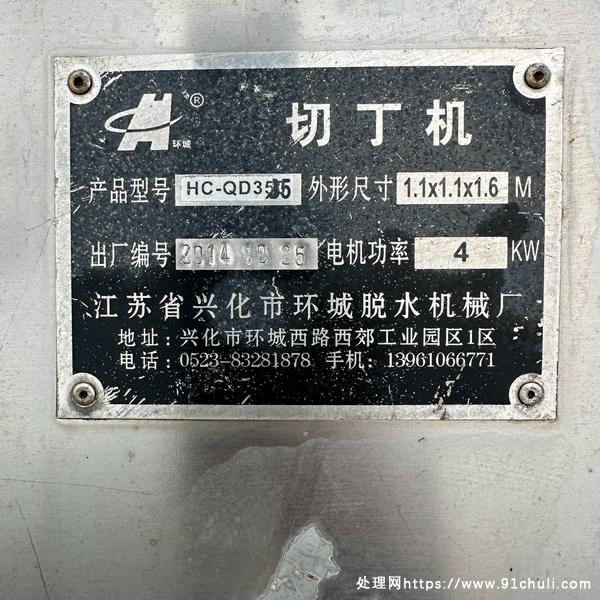 环城 ® 切丁机
产品型号 HC-QD355 外形尺寸 1.1x1.1x1.6 M
出厂编号 2014 25 电机功率 4 KW
江苏省兴化市环城脱水机械厂
地址: 兴化市环城西路西郊工业园区1区
电话: 0523-83281878 手机: 13961066771
处理网https://www.91chuli.com/